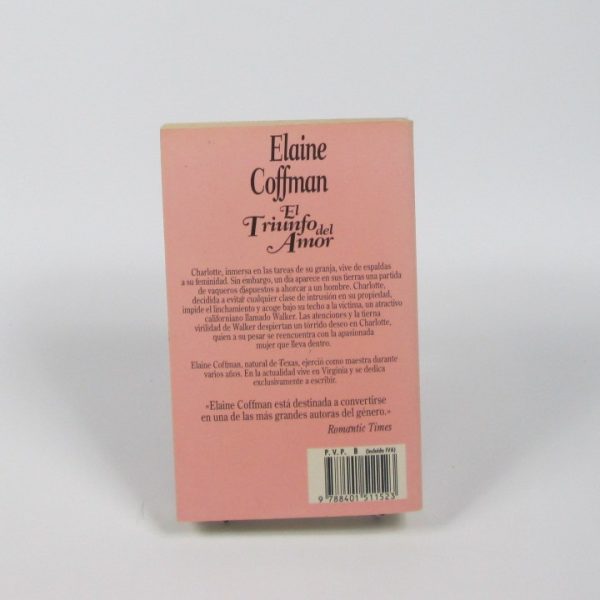 Elaine
Coffman
El
Triunfo del
Amor
Charlotte, inmersa en las tareas de su granja, vive de espaldas
a su feminidad. Sin embargo, un día aparece en sus tierras una partida
de vaqueros dispuestos a ahorcar a un hombre. Charlotte,
decidida a evitar cualquier clase de intrusión en su propiedad,
impide el linchamiento y acoge bajo su techo a la víctima, un atractivo
californiano llamado Walker. Las atenciones y la tierna
virilidad de Walker despiertan un tórrido deseo en Charlotte,
quien a su pesar se reencuentra con la apasionada
mujer que lleva dentro.
Elaine Coffman, natural de Texas, ejerció como maestra durante
varios años. En la actualidad vive en Virginia y se dedica
exclusivamente a escribir.
«Elaine Coffman está destinada a convertirse
en una de las más grandes autoras del género.»
Romantic Times
P. V. P. B (Incluido IVA)
9 788401 511523